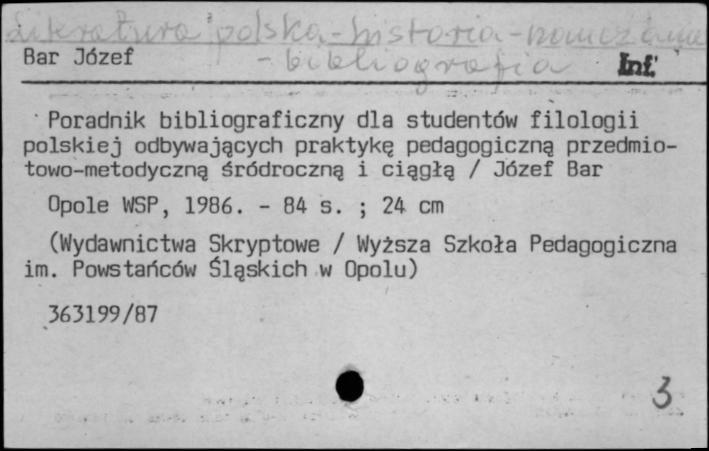 Literatura polska - historia - nauczanie
Bar Józef - bibliografia Inf.
Poradnik bibliograficzny dla studentów filologii
polskiej odbywających praktykę pedagogiczną przedmio-
towo-metodyczną śródroczną i ciągłą / Józef Bar
Opole WSP, 1986. - 84 s. ; 24 cm
(Wydawnictwa Skryptowe / Wyższa Szkoła Pedagogiczna
im. Powstańców Śląskich w Opolu)
363199/87
3